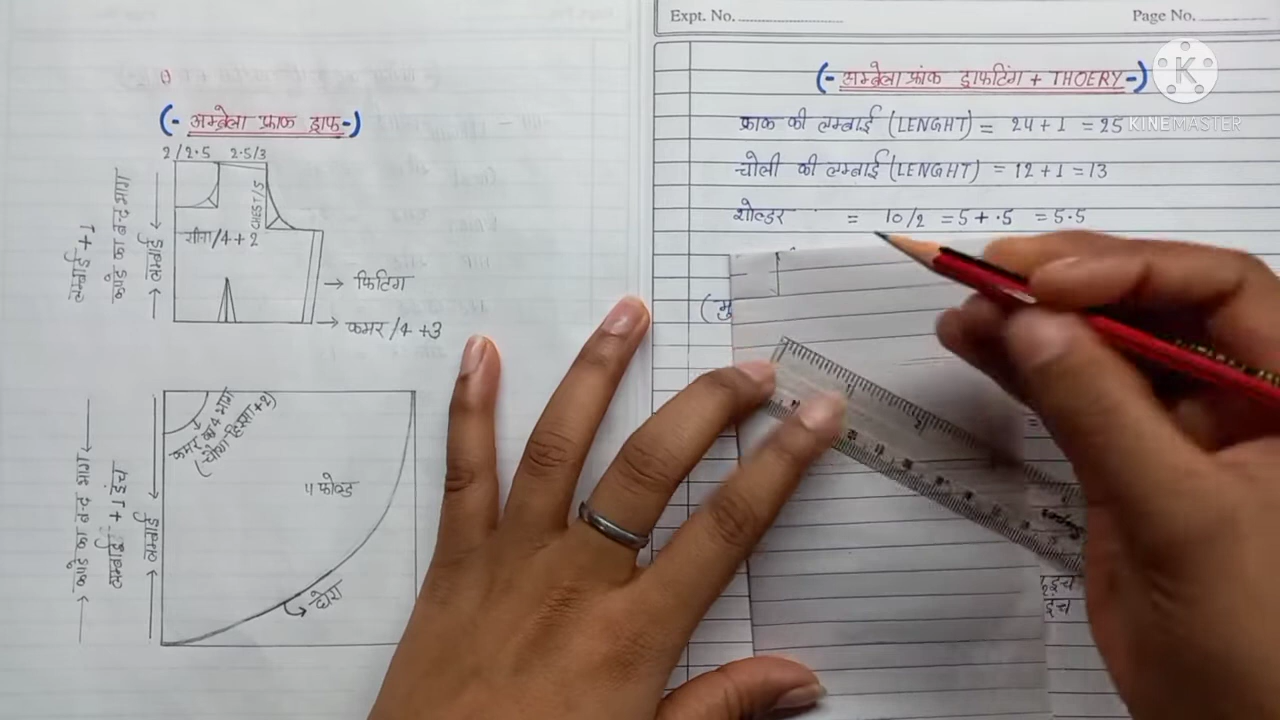 Expt. No.
Page No.
(- अम्ब्रेला फ्राक ड्राफ -)
2/2.5 2.5/3
CHEST/5
सीना/4+2
लम्बाई
कपडे का बन्द भाग
लम्बाई +1
फिटिंग
कमर /4 +3
कमर का 4 भाग
(चौथा हिस्सा+2)
4 फोल्ड
घेरा
लम्बाई
लम्बाई +1 इंच
कपडे का बन्द भाग
(- अम्ब्रेला फ्रांक ड्राफटिंग + THOERY -)
फ्राक की लम्बाई (LENGHT) = 24+1 = 25
चोली की लम्बाई (LENGHT) = 12+1 = 13
शोल्डर = 10/2 = 5+.5 = 5.5
इंच
इंच
KINEMASTER